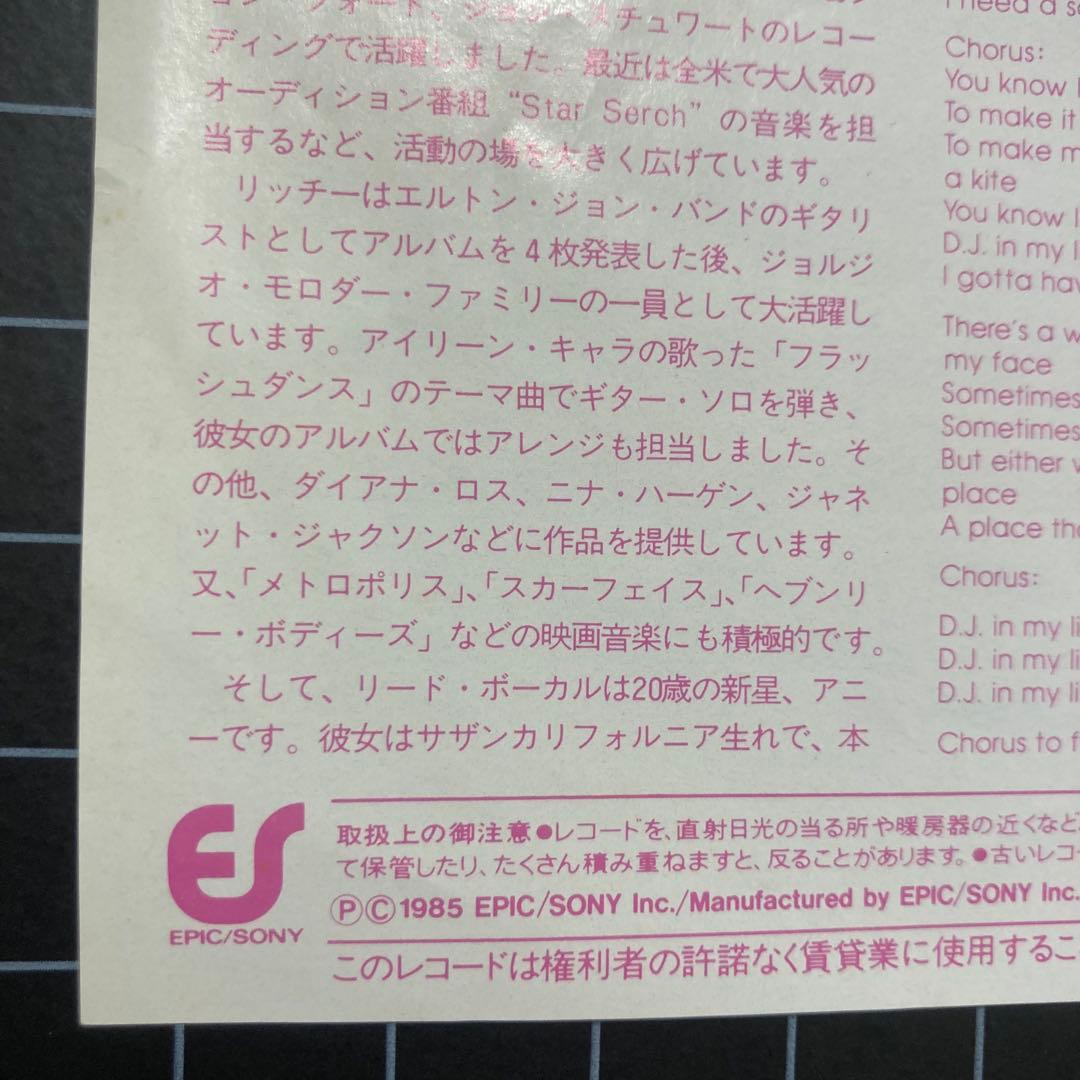 チュワートのレコー
ディングで活躍しました。最近は全米で大人気の
オーディション番組“Star Serch”の音楽を担
当するなど、活動の場を大きく広げています。
リッチーはエルトン・ジョン・バンドのギタリ
ストとしてアルバムを4枚発表した後、ジョルジ
オ・モロダー・ファミリーの一員として大活躍し
ています。アイリーン・キャラの歌った「フラッ
シュダンス」のテーマ曲でギター・ソロを弾き、
彼女のアルバムではアレンジも担当しました。そ
の他、ダイアナ・ロス、ニナ・ハーゲン、ジャネ
ット・ジャクソンなどに作品を提供しています。
又、「メトロポリス」、「スカーフェイス」、「ヘブンリ
ー・ボディーズ」などの映画音楽にも積極的です。
そして、リード・ボーカルは20歳の新星、アニ
ーです。彼女はサザンカリフォルニア生れで、本
I need a
Chorus:
You know
To make it
To make
a kite
You know I
D.J. in my
I gotta
There's a
my face
Sometimes
Sometimes
But either
place
A place
Chorus:
D.J. in my
D.J. in my
D.J. in my
Chorus to
ES
EPIC/SONY
取扱上の御注意●レコードを、直射日光の当る所や暖房器の近くなど
て保管したり、たくさん積み重ねますと、反ることがあります。●古いレコ
ⓅⒸ1985 EPIC/SONY Inc./Manufactured by EPIC/SONY Inc.
このレコードは権利者の許諾なく賃貸業に使用するこ